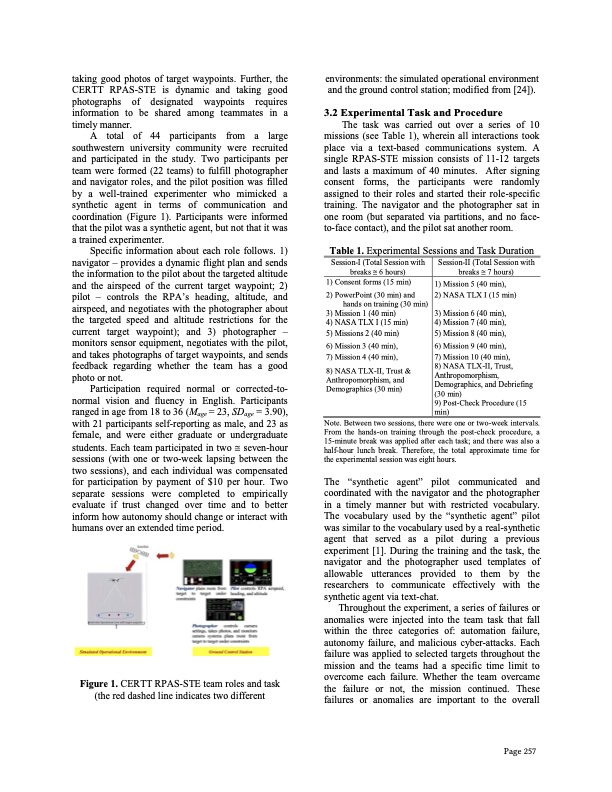 taking good photos of target waypoints. Further, the
CERTT RPAS-STE is dynamic and taking good
photographs of designated waypoints requires
information to be shared among teammates in a
timely manner.
A total of 44 participants from a large
southwestern university community were recruited
and participated in the study. Two participants per
team were formed (22 teams) to fulfill photographer
and navigator roles, and the pilot position was filled
by a well-trained experimenter who mimicked a
synthetic agent in terms of communication and
coordination (Figure 1). Participants were informed
that the pilot was a synthetic agent, but not that it was
a trained experimenter.
Specific information about each role follows. 1)
navigator – provides a dynamic flight plan and sends
the information to the pilot about the targeted altitude
and the airspeed of the current target waypoint; 2)
pilot – controls the RPA's heading, altitude, and
airspeed, and negotiates with the photographer about
the targeted speed and altitude restrictions for the
current target waypoint); and 3) photographer –
monitors sensor equipment, negotiates with the pilot,
and takes photographs of target waypoints, and sends
feedback regarding whether the team has a good
photo or not.
Participation required normal or corrected-to-
normal vision and fluency in English. Participants
ranged in age from 18 to 36 (Mage = 23, SDage = 3.90),
with 21 participants self-reporting as male, and 23 as
female, and were either graduate or undergraduate
students. Each team participated in two ≅ seven-hour
sessions (with one or two-week lapsing between the
two sessions), and each individual was compensated
for participation by payment of $10 per hour. Two
separate sessions were completed to empirically
evaluate if trust changed over time and to better
inform how autonomy should change or interact with
humans over an extended time period.
Navigator plans route from
target to target under
constraints
Pilot controls RPA airspeed,
heading, and altitude
Photographer controls camera
settings, takes photos, and monitors
camera systems plans route from
target to target under constraints
Simulated Operational Environment
Ground Control Station
Figure 1. CERTT RPAS-STE team roles and task
(the red dashed line indicates two different
environments: the simulated operational environment
and the ground control station; modified from [24]).
3.2 Experimental Task and Procedure
The task was carried out over a series of 10
missions (see Table 1), wherein all interactions took
place via a text-based communications system. A
single RPAS-STE mission consists of 11-12 targets
and lasts a maximum of 40 minutes. After signing
consent forms, the participants were randomly
assigned to their roles and started their role-specific
training. The navigator and the photographer sat in
one room (but separated via partitions, and no face-
to-face contact), and the pilot sat another room.
Table 1. Experimental Sessions and Task Duration
Session-I (Total Session with
breaks ≅ 6 hours)
Session-II (Total Session with
breaks ≅ 7 hours)
1) Consent forms (15 min)
1) Mission 5 (40 min),
2) PowerPoint (30 min) and
hands on training (30 min)
2) NASA TLX I (15 min)
3) Mission 1 (40 min)
3) Mission 6 (40 min),
4) NASA TLX I (15 min)
4) Mission 7 (40 min),
5) Missions 2 (40 min)
5) Mission 8 (40 min),
6) Mission 3 (40 min),
6) Mission 9 (40 min),
7) Mission 4 (40 min),
7) Mission 10 (40 min),
8) NASA TLX-II, Trust &
Anthropomorphism, and
Demographics (30 min)
8) NASA TLX-II, Trust,
Anthropomorphism,
Demographics, and Debriefing
(30 min)
9) Post-Check Procedure (15
min)
Note. Between two sessions, there were one or two-week intervals.
From the hands-on training through the post-check procedure, a
15-minute break was applied after each task; and there was also a
half-hour lunch break. Therefore, the total approximate time for
the experimental session was eight hours.
The “synthetic agent” pilot communicated and
coordinated with the navigator and the photographer
in a timely manner but with restricted vocabulary.
The vocabulary used by the “synthetic agent” pilot
was similar to the vocabulary used by a real-synthetic
agent that served as a pilot during a previous
experiment [1]. During the training and the task, the
navigator and the photographer used templates of
allowable utterances provided to them by the
researchers to communicate effectively with the
synthetic agent via text-chat.
Throughout the experiment, a series of failures or
anomalies were injected into the team task that fall
within the three categories of: automation failure,
autonomy failure, and malicious cyber-attacks. Each
failure was applied to selected targets throughout the
mission and the teams had a specific time limit to
overcome each failure. Whether the team overcame
the failure or not, the mission continued. These
failures or anomalies are important to the overall
Page 257